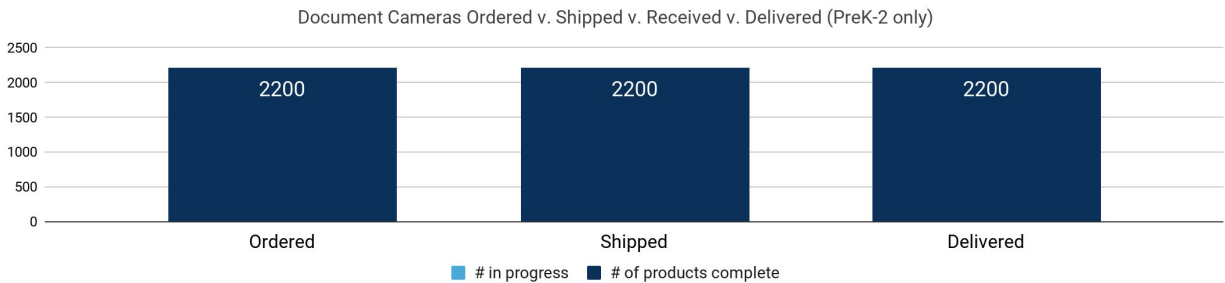 Document Cameras Ordered v. Shipped v. Received v. Delivered (PreK-2 only)
2500
2000
1500
1000
500
0
2200
2200
2200
Ordered
Shipped
Delivered
# in progress
# of products complete